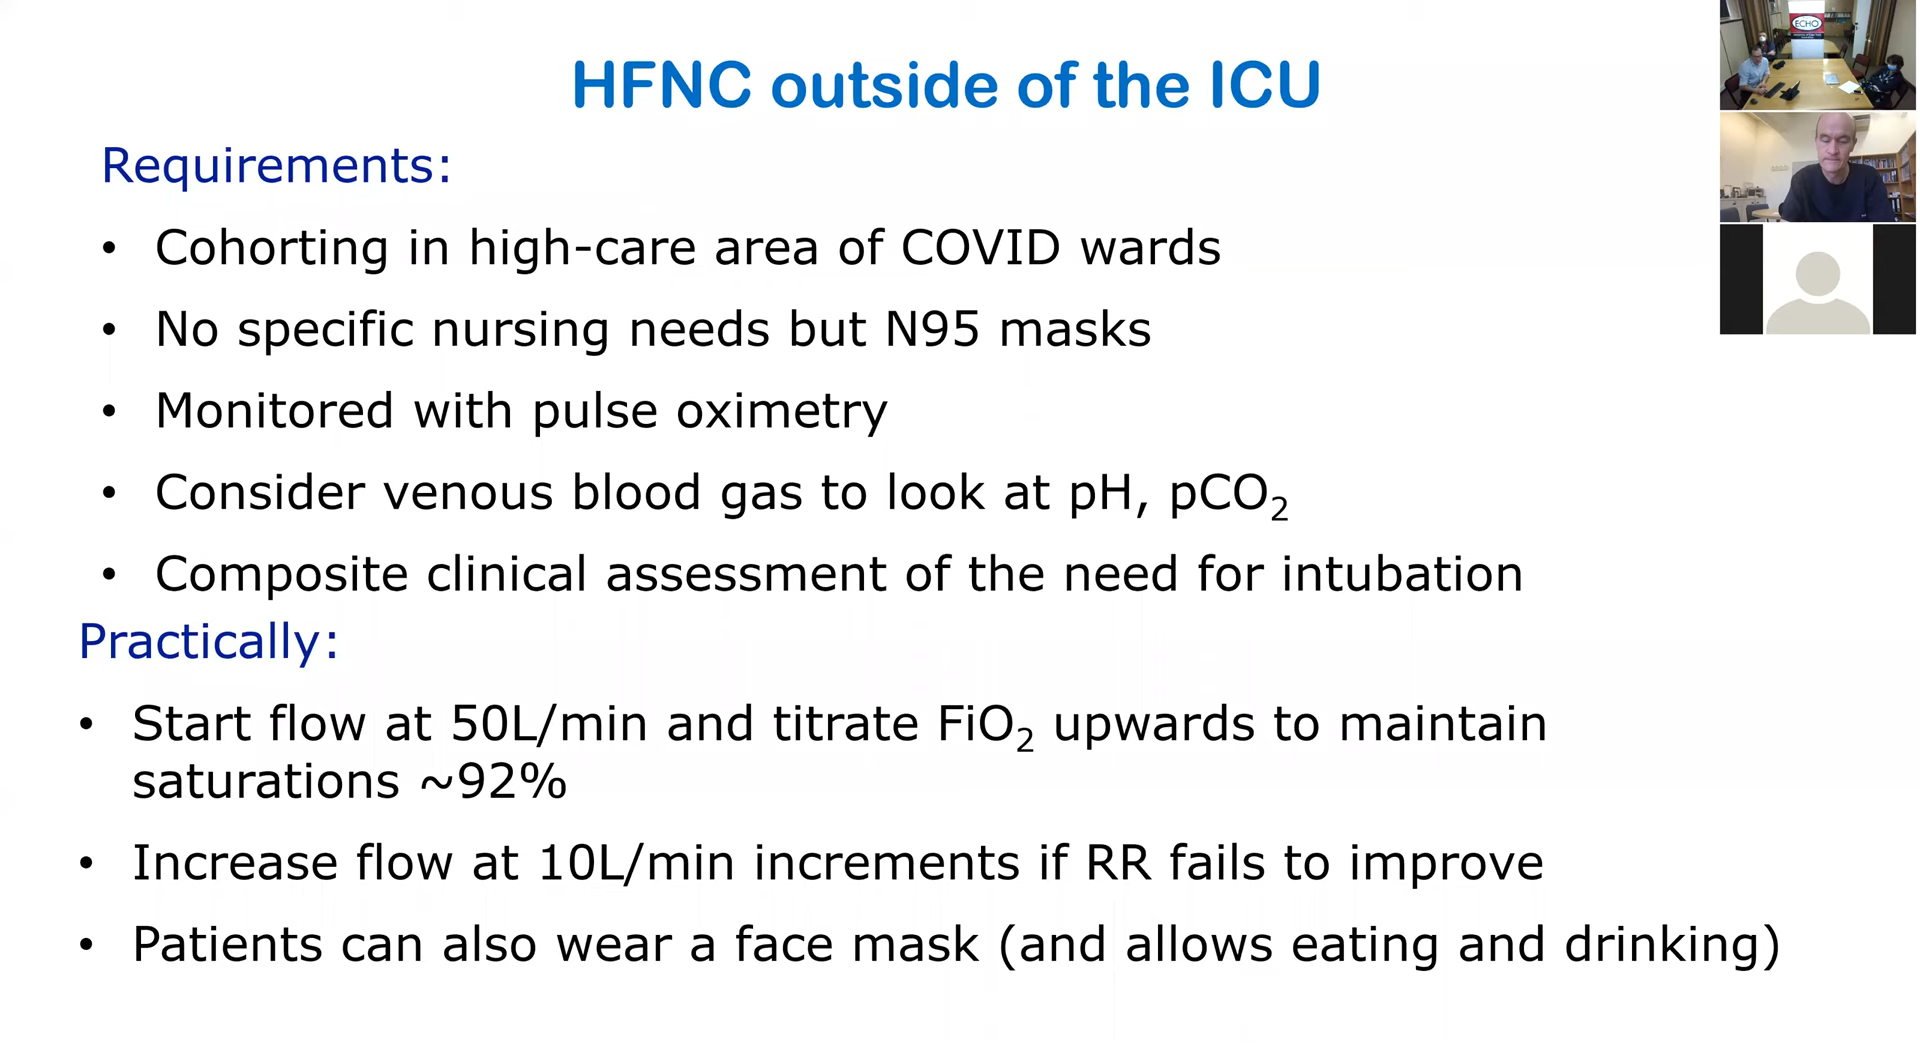 HFNC outside of the ICU
Requirements:
• Cohorting in high-care area of COVID wards
• No specific nursing needs but N95 masks
• Monitored with pulse oximetry
• Consider venous blood gas to look at pH, pCO₂
• Composite clinical assessment of the need for intubation
Practically:
• Start flow at 50L/min and titrate FiO₂ upwards to maintain
saturations ~92%
• Increase flow at 10L/min increments if RR fails to improve
• Patients can also wear a face mask (and allows eating and drinking)
ECHO